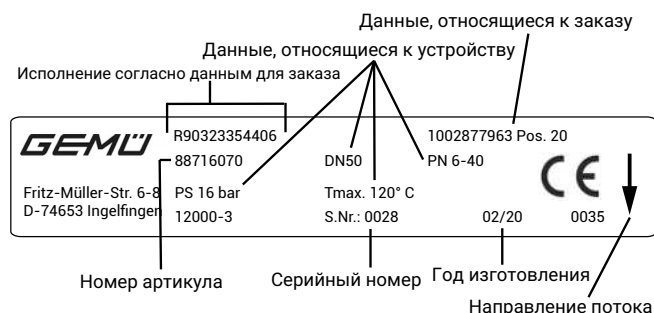 Данные, относящиеся к заказу
Данные, относящиеся к устройству
Исполнение согласно данным для заказа
GEMÜ
R90323354406
1002877963 Pos. 20
88716070
DN50
PN 6-40
CE
Fritz-Müller-Str. 6-8
PS 16 bar
Tmax. 120° C
D-74653 Ingelfingen
12000-3
S.Nr.: 0028
02/20
0035
Номер артикула
Серийный номер
Год изготовления
Направление потока